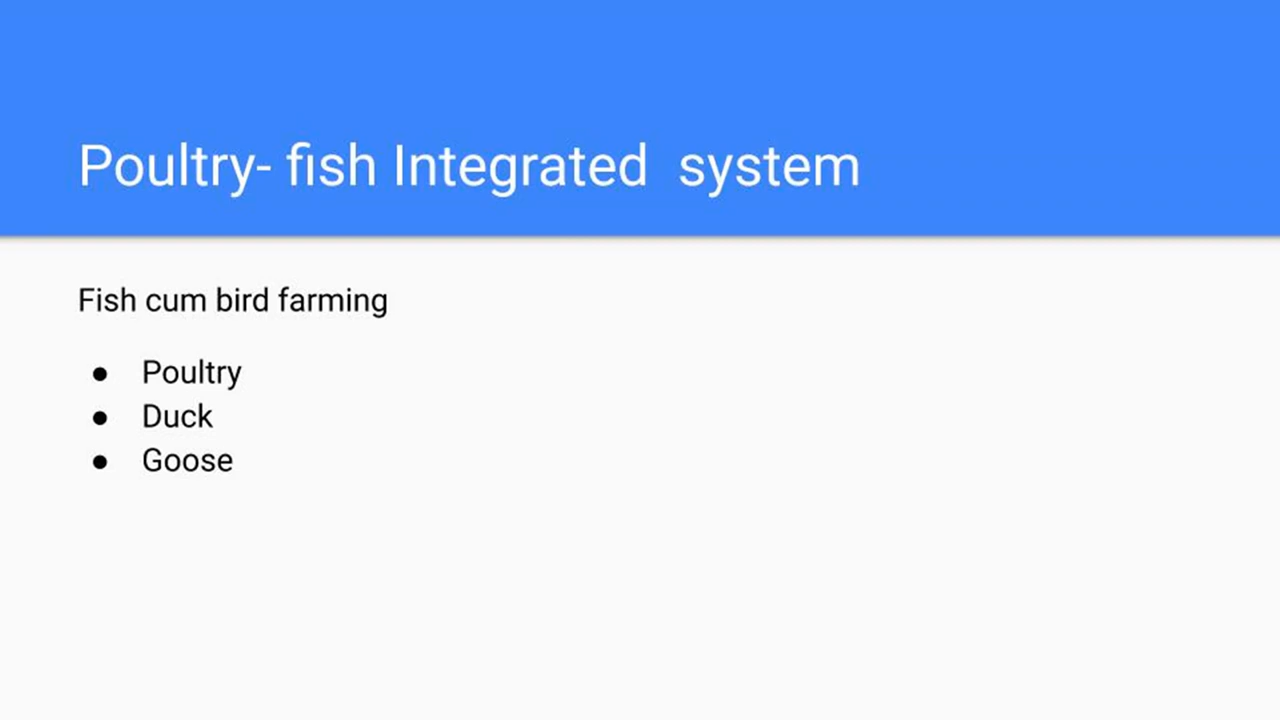 Poultry- fish Integrated  system
Fish cum bird farming
● Poultry
● Duck
● Goose